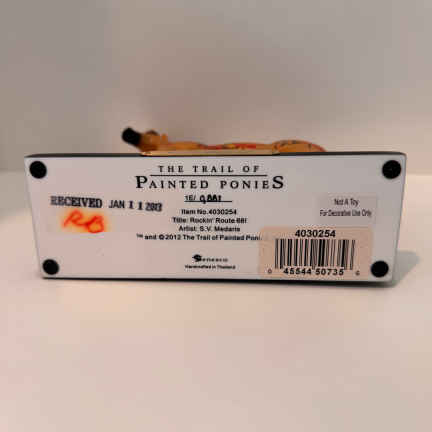 THE TRAIL OF
PAINTED PONIES
1E/
Item No.4030254
Title: Rockin' Route 66!
Artist: S.V. Medaris
™ and ©2012 The Trail of Painted
enesco
Handcrafted in Thailand
RECEIVED JAN 11 2013
RB
Not A Toy
For Decorative Use Only
4030254
0 45544 50735 6